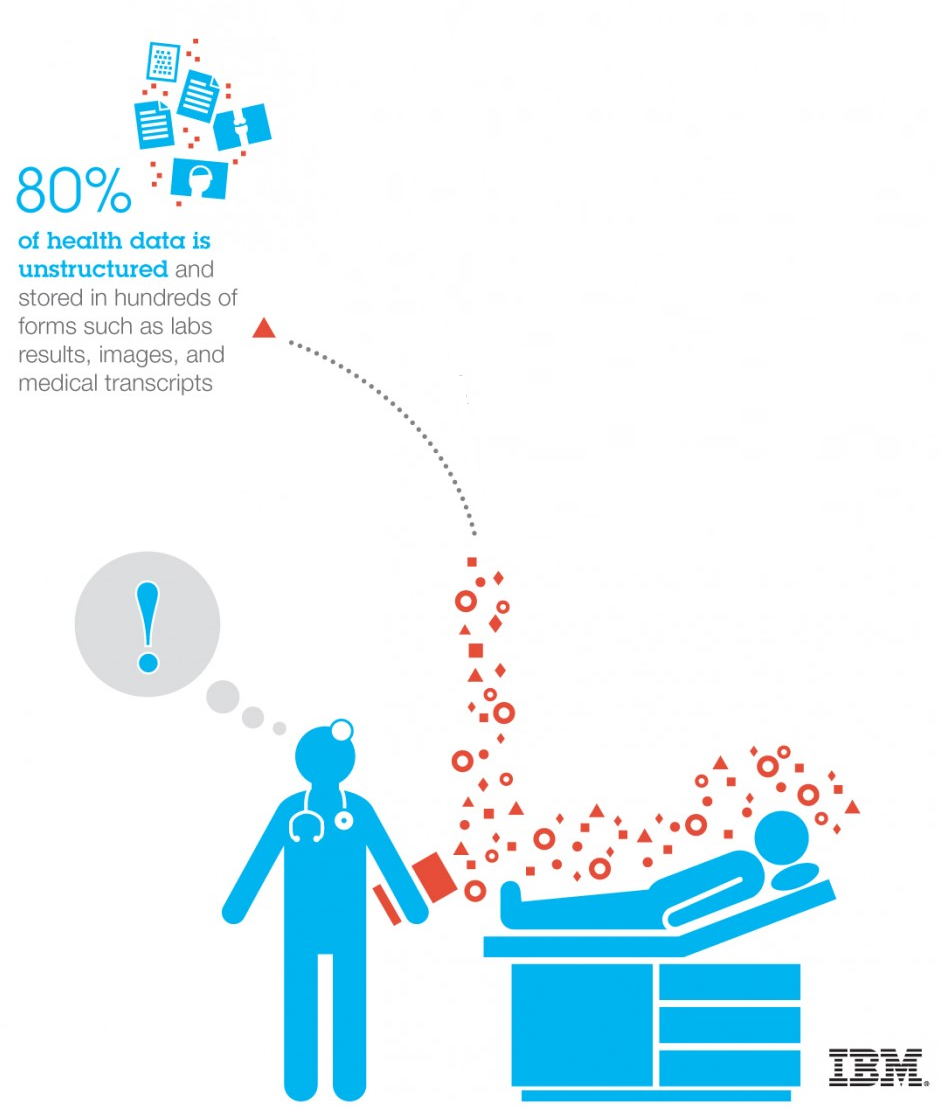 80%
of health data is
unstructured and
stored in hundreds of
forms such as labs
results, images, and
medical transcripts
!
IBM®